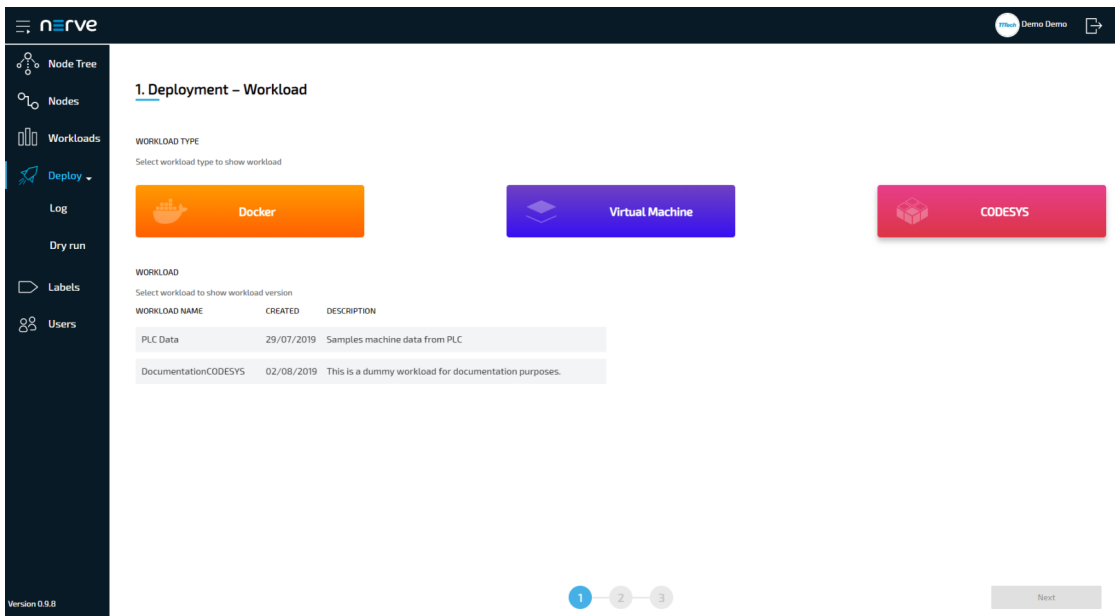 nerve
TTTech Demo Demo
Node Tree
Nodes
Workloads
Deploy
Log
Dry run
Labels
Users
Version 0.9.8
1. Deployment – Workload
WORKLOAD TYPE
Select workload type to show workload
Docker Virtual Machine CODESYS
WORKLOAD
Select workload to show workload version
WORKLOAD NAME CREATED DESCRIPTION
PLC Data 29/07/2019 Samples machine data from PLC
DocumentationCODESYS 02/08/2019 This is a dummy workload for documentation purposes.
1 2 3
Next